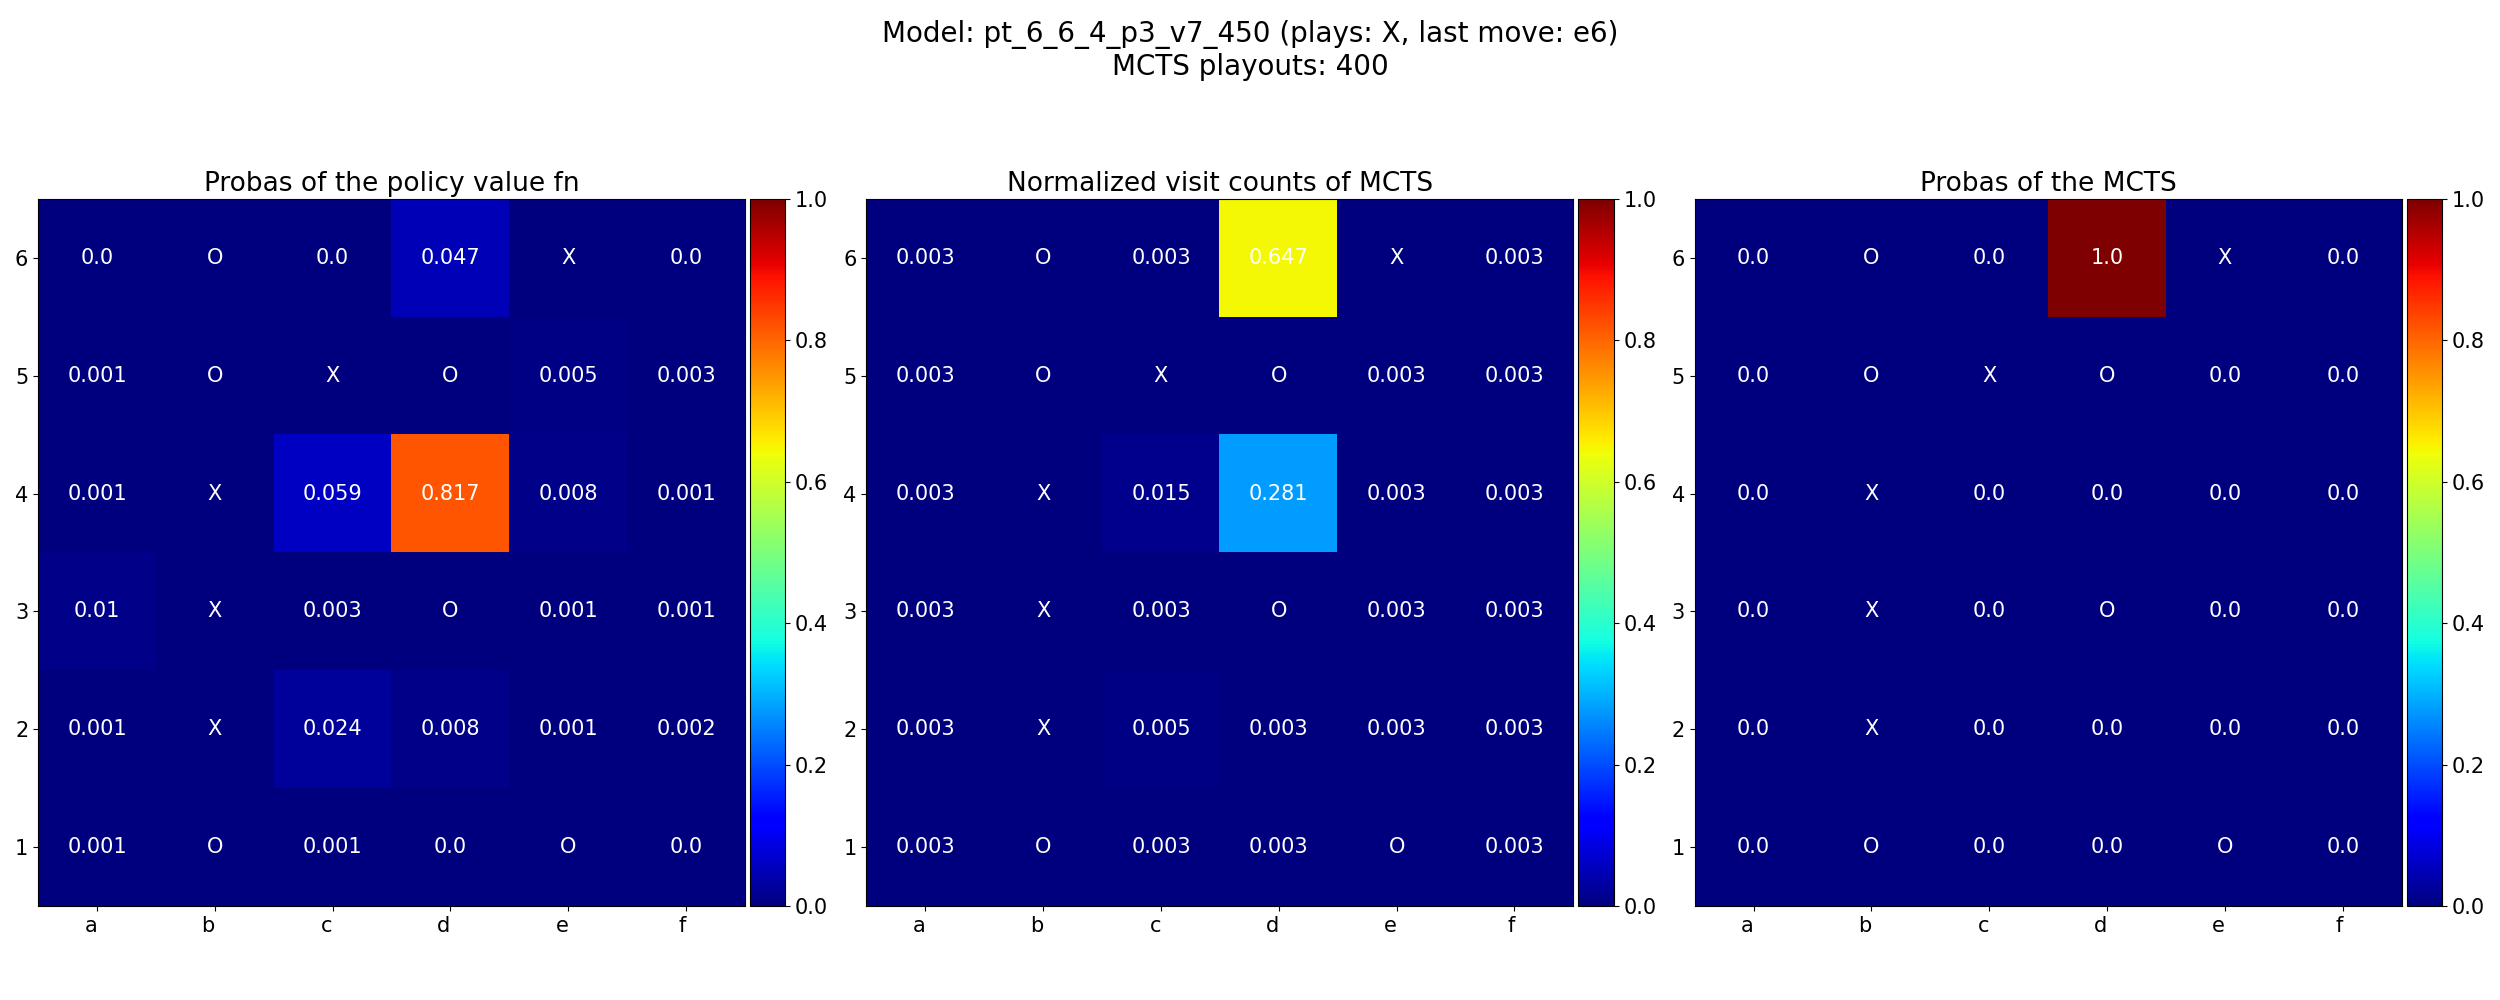 Model: pt_6_6_4_p3_v7_450 (plays: X, last move: e6)
MCTS playouts: 400
Probas of the policy value fn
6 0.0 O 0.0 0.047 X 0.0
5 0.001 O X O 0.005 0.003
4 0.001 X 0.059 0.817 0.008 0.001
3 0.01 X 0.003 O 0.001 0.001
2 0.001 X 0.024 0.008 0.001 0.002
1 0.001 O 0.001 0.0 O 0.0
a b c d e f
1.0
0.8
0.6
0.4
0.2
0.0
Normalized visit counts of MCTS
6 0.003 O 0.003 0.647 X 0.003
5 0.003 O X O 0.003 0.003
4 0.003 X 0.015 0.281 0.003 0.003
3 0.003 X 0.003 O 0.003 0.003
2 0.003 X 0.005 0.003 0.003 0.003
1 0.003 O 0.003 0.003 O 0.003
a b c d e f
1.0
0.8
0.6
0.4
0.2
0.0
Probas of the MCTS
6 0.0 O 0.0 1.0 X 0.0
5 0.0 O X O 0.0 0.0
4 0.0 X 0.0 0.0 0.0 0.0
3 0.0 X 0.0 O 0.0 0.0
2 0.0 X 0.0 0.0 0.0 0.0
1 0.0 O 0.0 0.0 O 0.0
a b c d e f
1.0
0.8
0.6
0.4
0.2
0.0